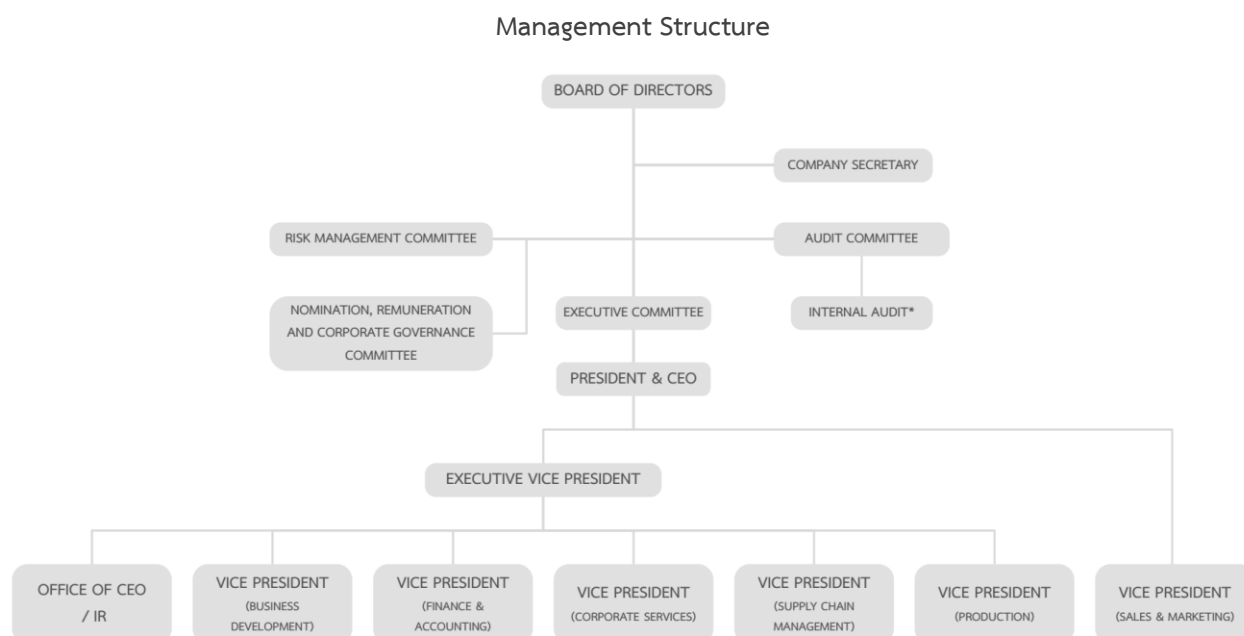 Management Structure
BOARD OF DIRECTORS
COMPANY SECRETARY
RISK MANAGEMENT COMMITTEE
AUDIT COMMITTEE
NOMINATION, REMUNERATION
AND CORPORATE GOVERNANCE
COMMITTEE
EXECUTIVE COMMITTEE
INTERNAL AUDIT*
PRESIDENT & CEO
EXECUTIVE VICE PRESIDENT
OFFICE OF CEO
/ IR
VICE PRESIDENT
(BUSINESS
DEVELOPMENT)
VICE PRESIDENT
(FINANCE &
ACCOUNTING)
VICE PRESIDENT
(CORPORATE SERVICES)
VICE PRESIDENT
(SUPPLY CHAIN
MANAGEMENT)
VICE PRESIDENT
(PRODUCTION)
VICE PRESIDENT
(SALES & MARKETING)